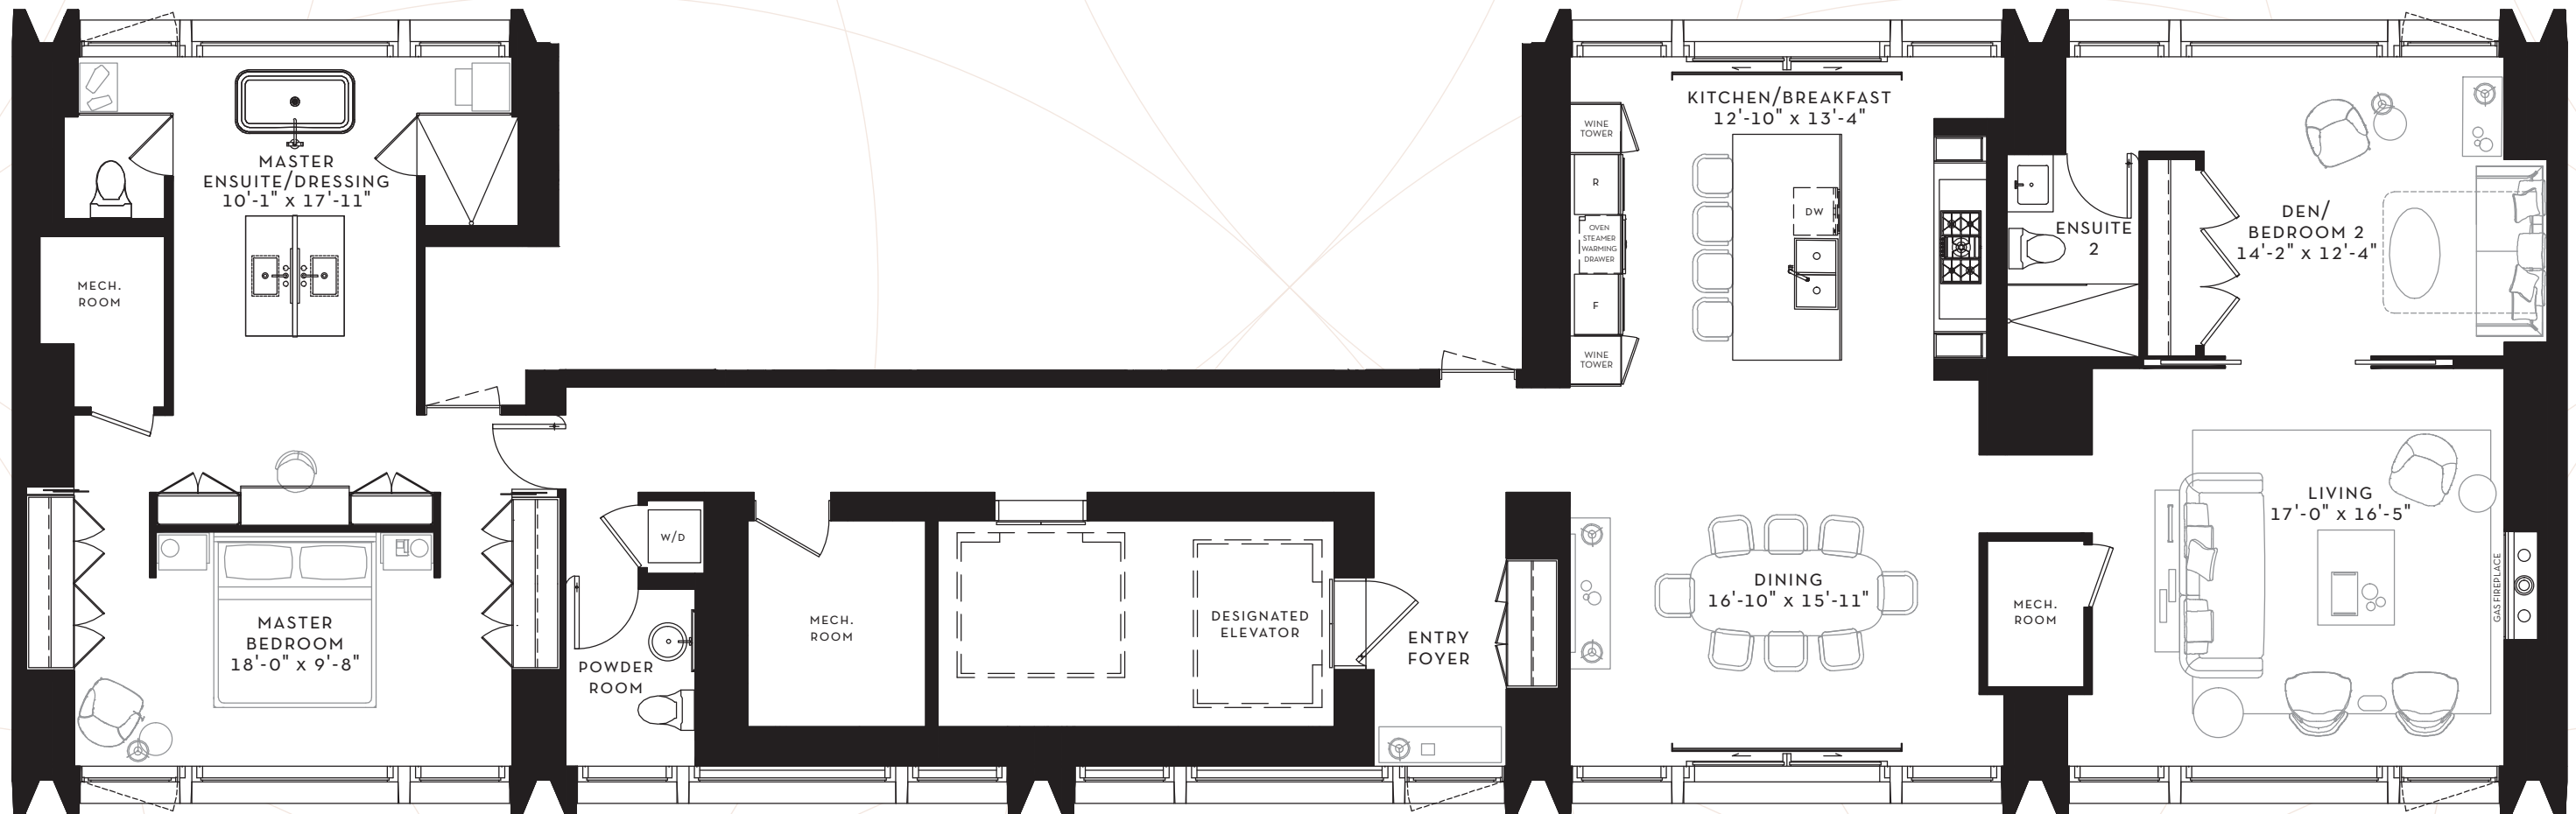 MASTER
ENSUITE/DRESSING
10'-1" x 17'-11"
MECH.
ROOM
MASTER
BEDROOM
18'-0" x 9'-8"
W/D
POWDER
ROOM
MECH.
ROOM
DESIGNATED
ELEVATOR
ENTRY
FOYER
KITCHEN/BREAKFAST
12'-10" x 13'-4"
WINE
TOWER
R
OVEN
STEAMER
WARMING
DRAWER
F
WINE
TOWER
DW
DINING
16'-10" x 15'-11"
ENSUITE
2
DEN/
BEDROOM 2
14'-2" x 12'-4"
LIVING
17'-0" x 16'-5"
MECH.
ROOM
GAS FIREPLACE